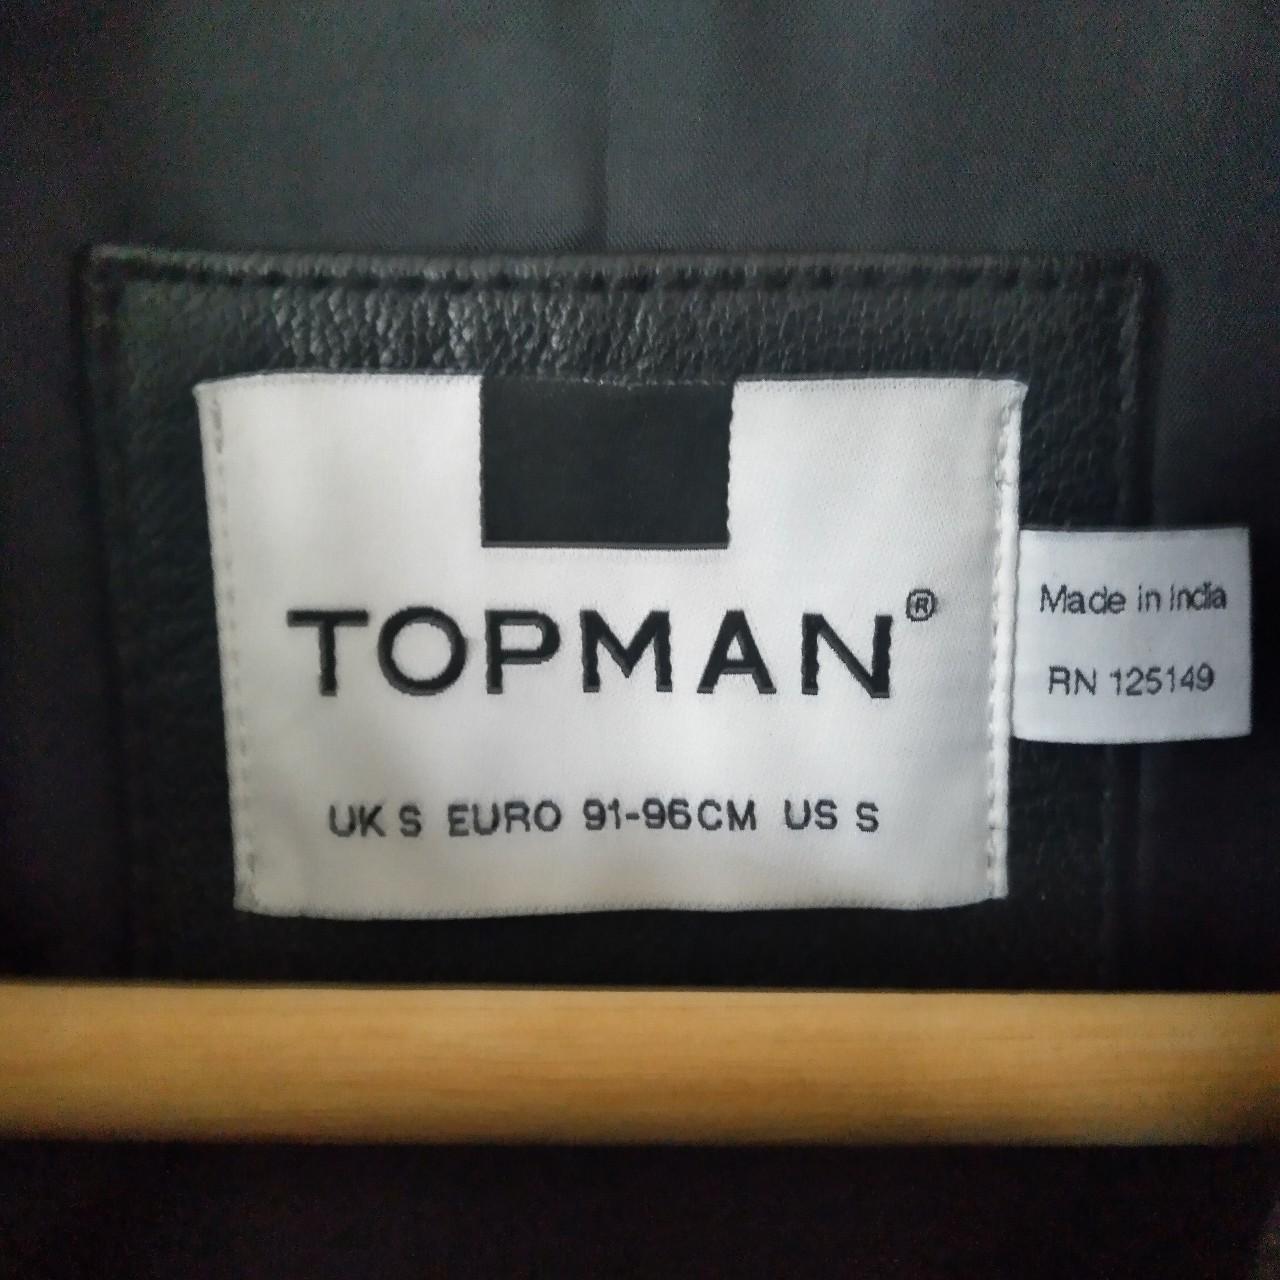 TOPMAN®
UK S EURO 91-96CM US S
Made in India
RN 125149